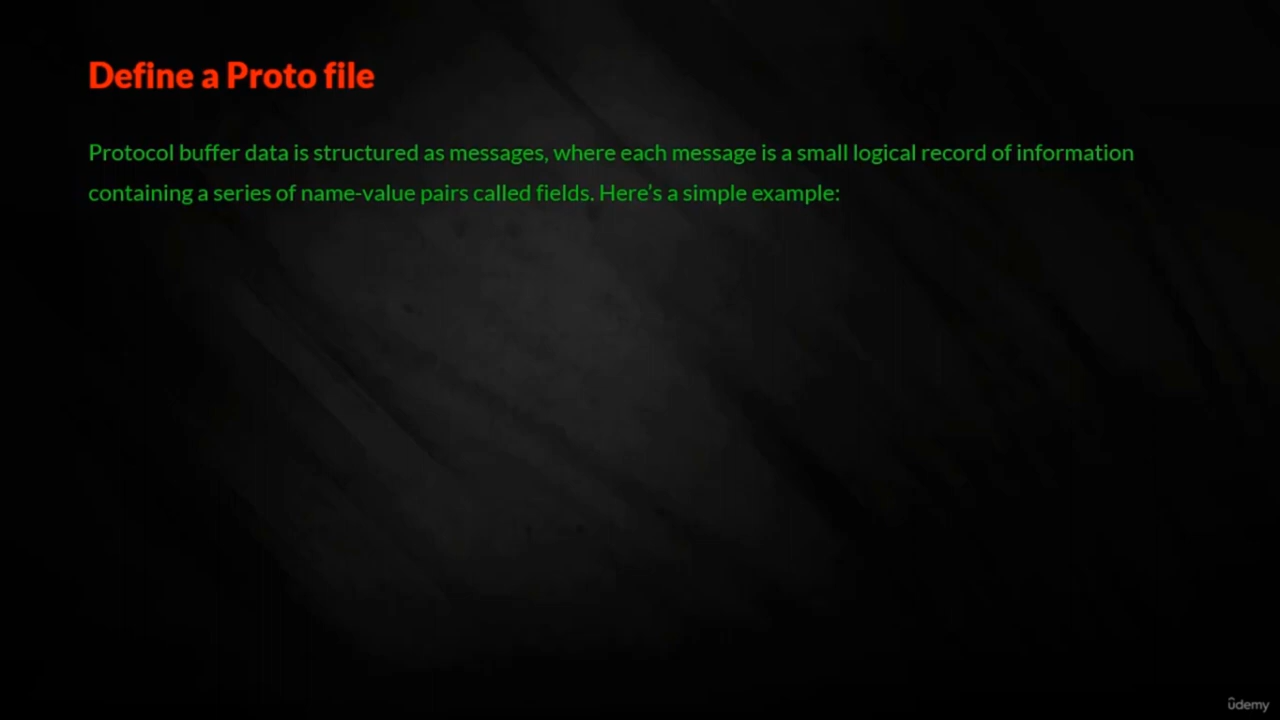 Define a Proto file
Protocol buffer data is structured as messages, where each message is a small logical record of information
containing a series of name-value pairs called fields. Here's a simple example:
ûdemy